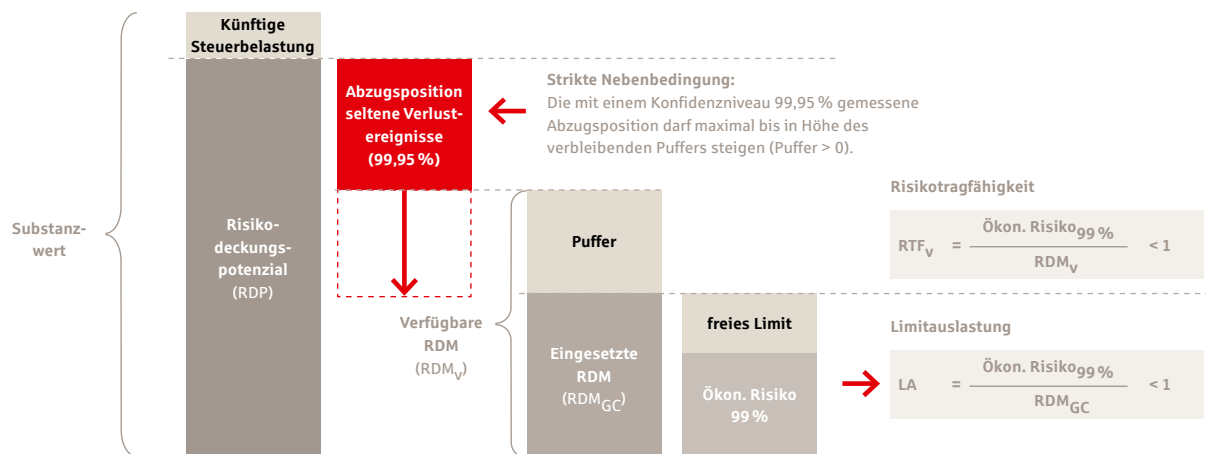 Substanz-
wert
Künftige
Steuerbelastung
Risiko-
deckungs-
potenzial
(RDP)
Abzugsposition
seltene Verlust-
ereignisse
(99,95 %)
Strikte Nebenbedingung:
Die mit einem Konfidenzniveau 99,95 % gemessene
Abzugsposition darf maximal bis in Höhe des
verbleibenden Puffers steigen (Puffer > 0).
Verfügbare
RDM
(RDMV)
Puffer
Eingesetzte
RDM
(RDMGC)
freies Limit
Ökon. Risiko
99 %
Risikotragfähigkeit
RTFV = Ökon. Risiko99 % < 1
RDMV
Limitauslastung
LA = Ökon. Risiko99 % < 1
RDMGC